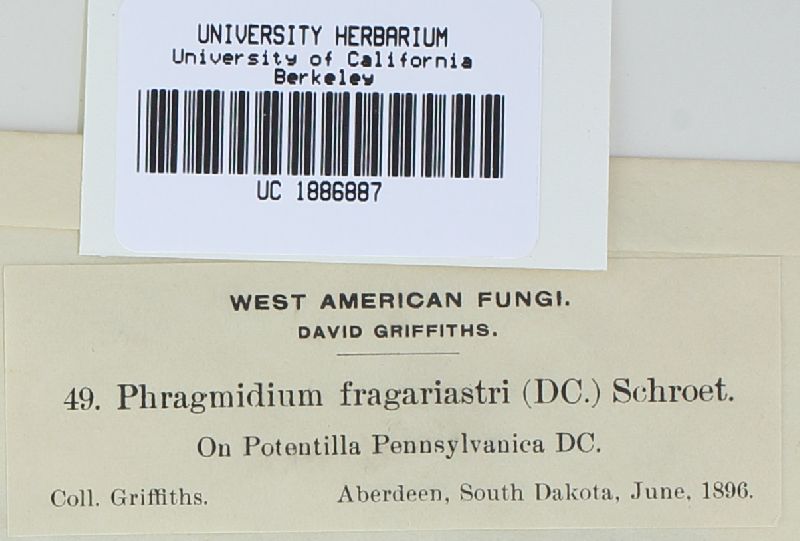 UNIVERSITY HERBARIUM
University of California
Berkeley
UC 1886887
WEST AMERICAN FUNGI.
DAVID GRIFFITHS.
49. Phragmidium fragariastri (DC.) Schroet.
On Potentilla Pennsylvanica DC.
Coll. Griffiths. Aberdeen, South Dakota, June, 1896.